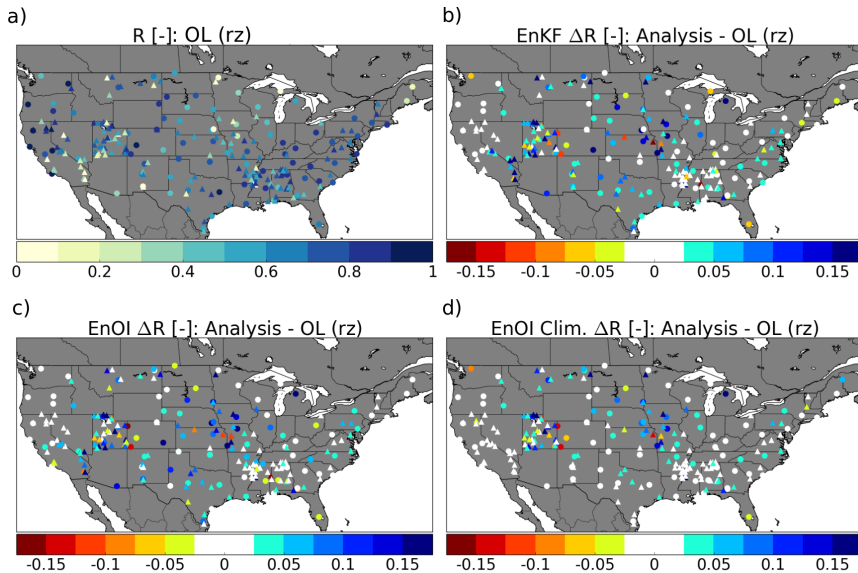 a)
R [-]: OL (rz)
0 0.2 0.4 0.6 0.8 1
b)
EnKF ΔR [-]: Analysis - OL (rz)
-0.15 -0.1 -0.05 0 0.05 0.1 0.15
c)
EnOI ΔR [-]: Analysis - OL (rz)
-0.15 -0.1 -0.05 0 0.05 0.1 0.15
d)
EnOI Clim. ΔR [-]: Analysis - OL (rz)
-0.15 -0.1 -0.05 0 0.05 0.1 0.15